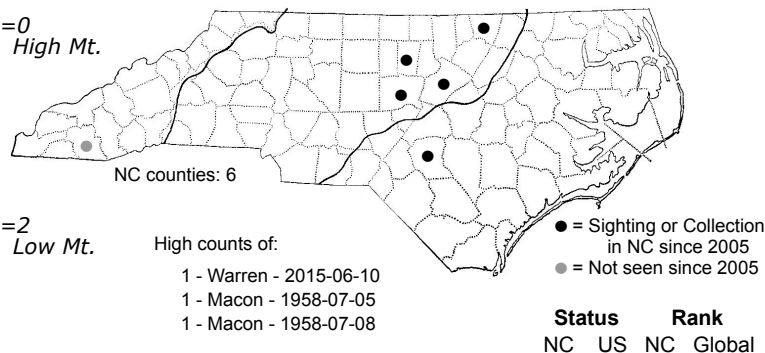 =0
High Mt.
NC counties: 6
=2
Low Mt.
High counts of:
1 - Warren - 2015-06-10
1 - Macon - 1958-07-05
1 - Macon - 1958-07-08
= Sighting or Collection
in NC since 2005
= Not seen since 2005
Status Rank
NC US NC Global